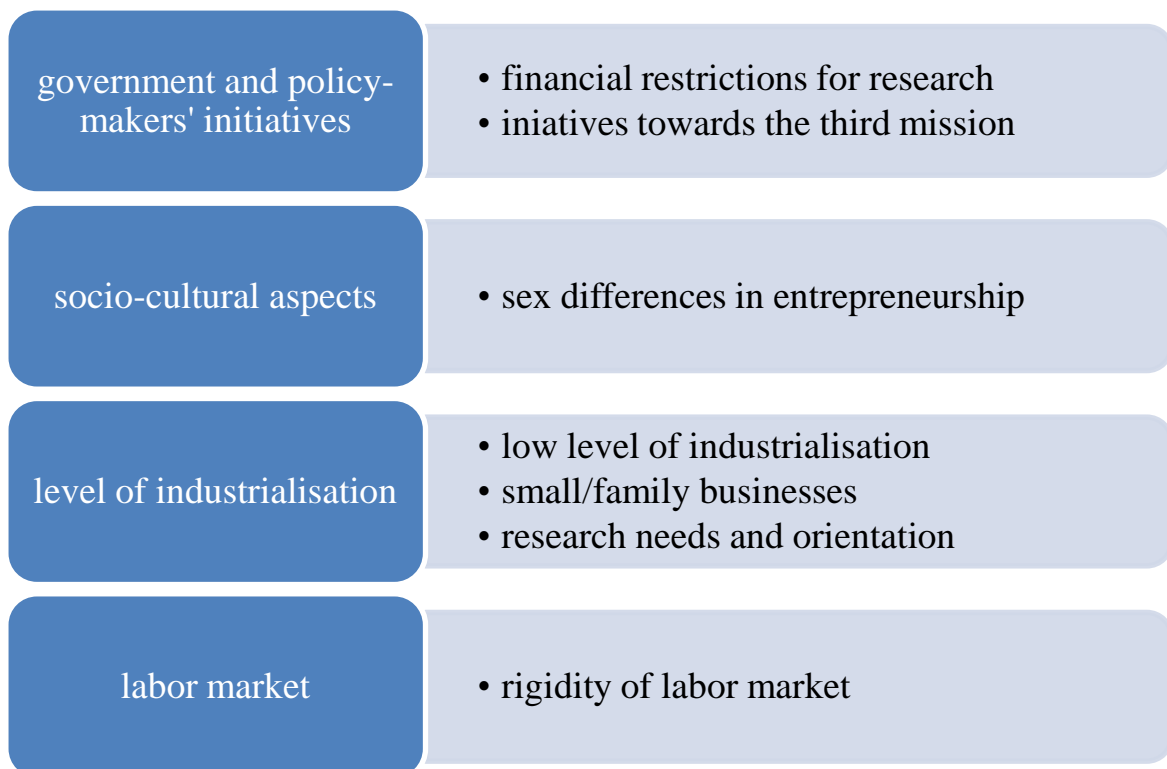 government and policy-
makers' initiatives
• financial restrictions for research
• iniatives towards the third mission
socio-cultural aspects
• sex differences in entrepreneurship
level of industrialisation
• low level of industrialisation
• small/family businesses
• research needs and orientation
labor market
• rigidity of labor market